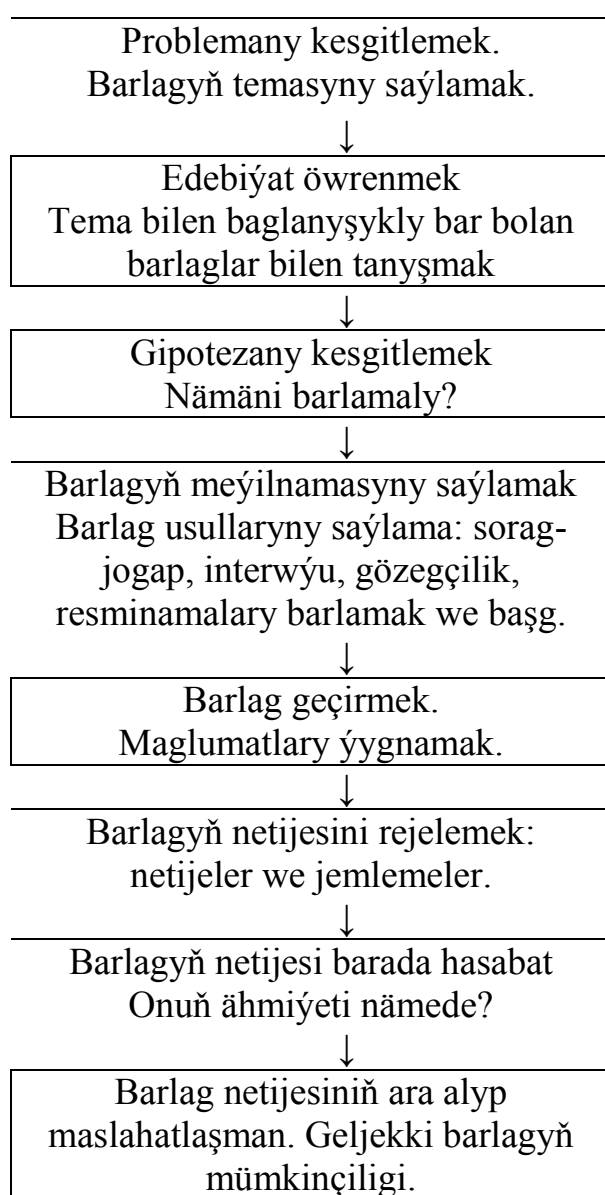 Problemany kesgitlemek.
Barlagyň temasyny saýlamak.
↓
Edebiýat öwrenmek
Tema bilen baglanyşykly bar bolan
barlaglar bilen tanyşmak
↓
Gipotezany kesgitlemek
Nämäni barlamaly?
↓
Barlagyň meýilnamasyny saýlamak
Barlag usullaryny saýlama: sorag-
jogap, interwýu, gözegçilik,
resminamalary barlamak we başg.
↓
Barlag geçirmek.
Maglumatlary ýygnamak.
↓
Barlagyň netijesini rejelemek:
netijeler we jemlemeler.
↓
Barlagyň netijesi barada hasabat
Onuň ähmiýeti nämede?
↓
Barlag netijesiniň ara alyp
maslahatlaşman. Geljekki barlagyň
mümkinçiligi.